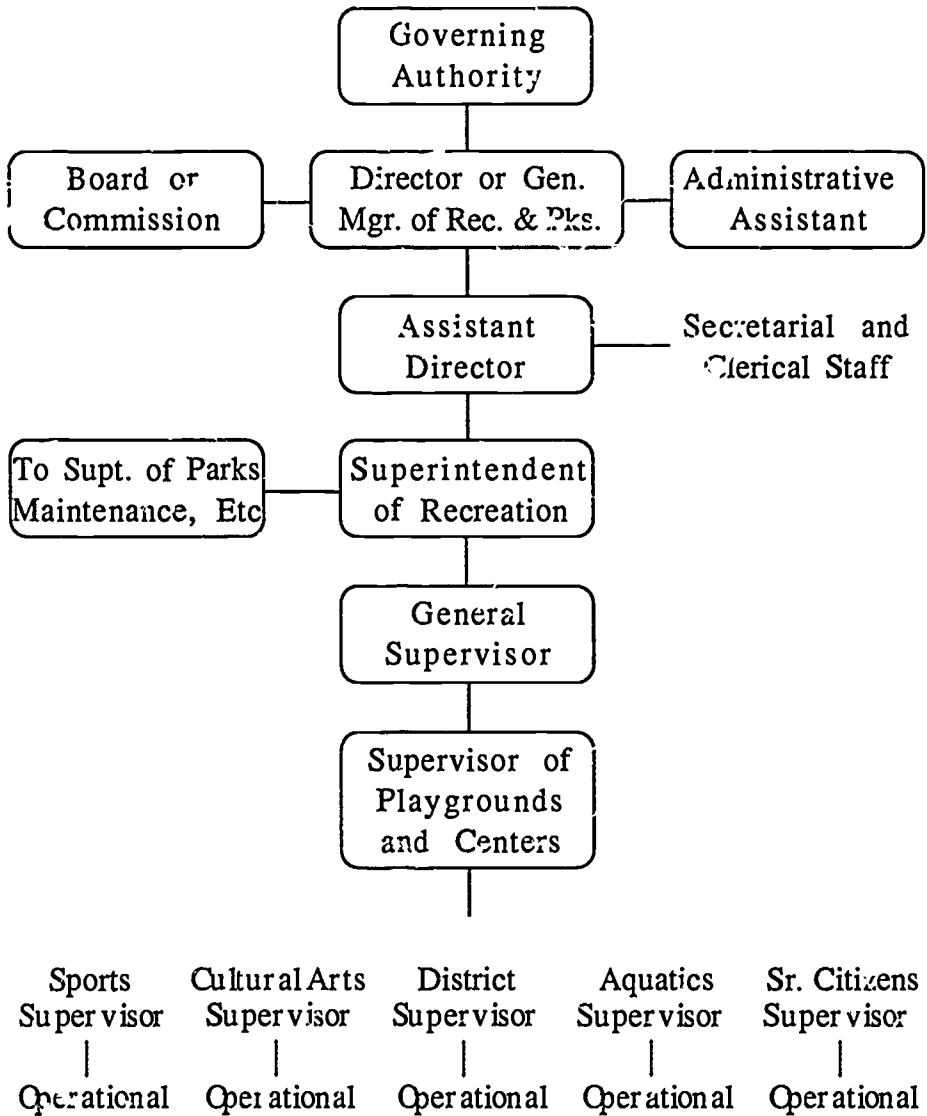 Governing
Authority
Board or
Commission
Director or Gen.
Mgr. of Rec. & Pks.
Administrative
Assistant
Assistant
Director
Secretarial and
Clerical Staff
To Supt. of Parks
Maintenance, Etc
Superintendent
of Recreation
General
Supervisor
Supervisor of
Playgrounds
and Centers
Sports
Supervisor
Cultural Arts
Supervisor
District
Supervisor
Aquatics
Supervisor
Sr. Citizens
Supervisor
Operational
Operational
Operational
Operational
Operational